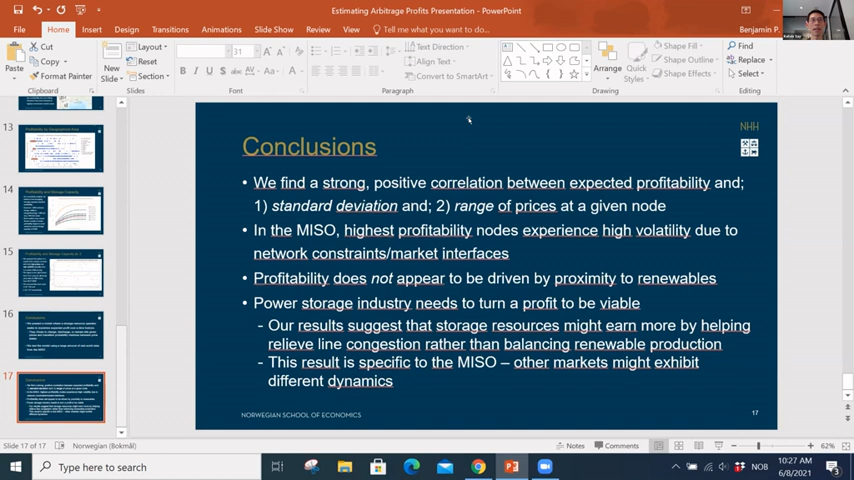 Estimating Arbitrage Profits Presentation - PowerPoint
Benjamin P.
File Home Insert Design Transitions Animations Slide Show Review View Tell me what you want to do...
Paste
Cut
Copy
Format Painter
Clipboard
New Slide
Layout
Reset
Section
Slides
31
Font
Text Direction
Align Text
Convert to SmartArt
Paragraph
Arrange
Quick Styles
Shape Fill
Shape Outline
Shape Effects
Drawing
Find
Replace
Select
Editing
13
14
15
16
17
NHH
Conclusions
• We find a strong, positive correlation between expected profitability and;
1) standard deviation and; 2) range of prices at a given node
• In the MISO, highest profitability nodes experience high volatility due to
network constraints/market interfaces
• Profitability does not appear to be driven by proximity to renewables
• Power storage industry needs to turn a profit to be viable
- Our results suggest that storage resources might earn more by helping
relieve line congestion rather than balancing renewable production
- This result is specific to the MISO – other markets might exhibit
different dynamics
NORWEGIAN SCHOOL OF ECONOMICS
17
Slide 17 of 17 Norwegian (Bokmål) Notes Comments 62%
Type here to search
NOB
10:27 AM
6/8/2021
3